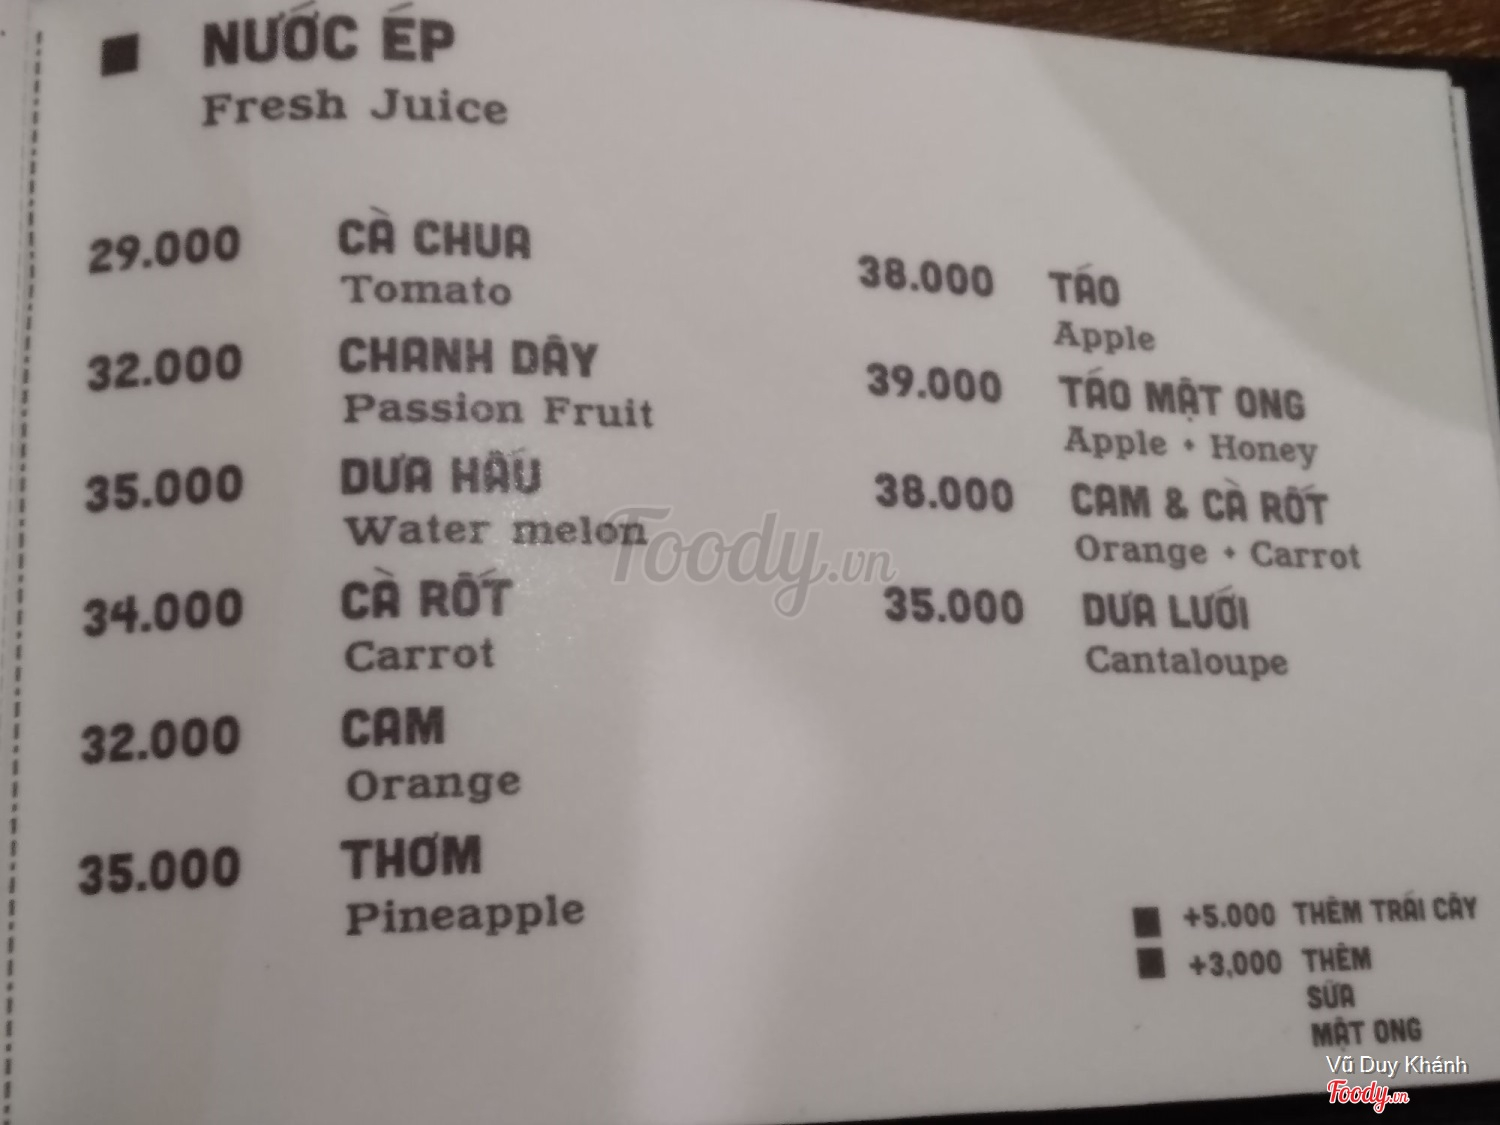 NƯỚC ÉP
Fresh Juice
29.000 CÀ CHUA
Tomato
32.000 CHANH DÂY
Passion Fruit
35.000 DƯA HẤU
Water melon
34.000 CÀ RỐT
Carrot
32.000 CAM
Orange
35.000 THƠM
Pineapple
38.000 TÁO
Apple
39.000 TÁO MẬT ONG
Apple + Honey
38.000 CAM & CÀ RỐT
Orange + Carrot
35.000 DƯA LƯỚI
Cantaloupe
+5.000 THÊM TRÁI CÂY
+3,000 THÊM
SỮA
MẬT ONG
Foody.vn
Vũ Duy Khánh
Foody.vn